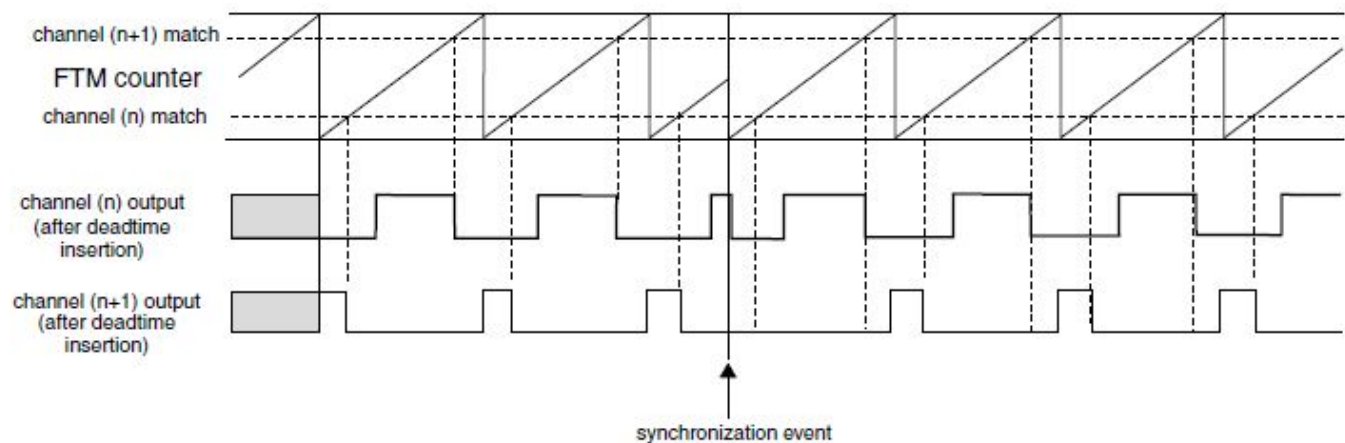 channel (n+1) match
FTM counter
channel (n) match
channel (n) output
(after deadtime
insertion)
channel (n+1) output
(after deadtime
insertion)
synchronization event